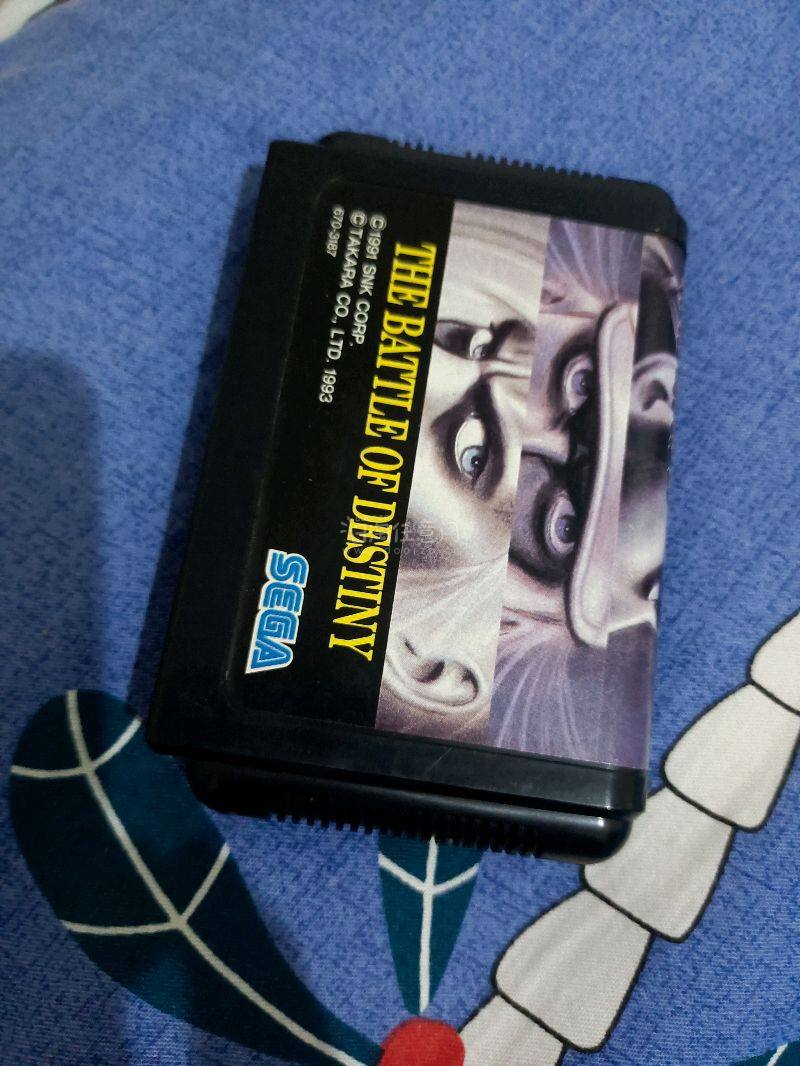 THE BATTLE OF DESTINY
© 1991 SNK CORP.
© TAKARA CO., LTD. 1993
670-3187
SEGA